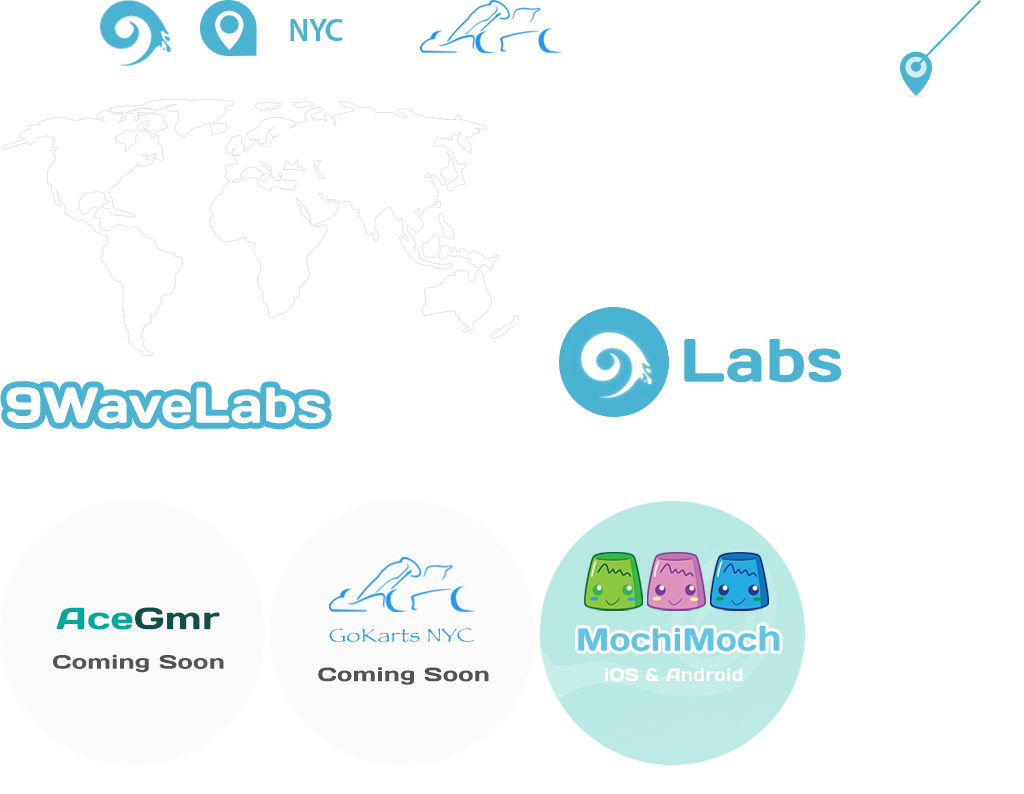 NYC
Labs
9WaveLabs
AceGmr
Coming Soon
GoKarts NYC
Coming Soon
MochiMoch
iOS & Android